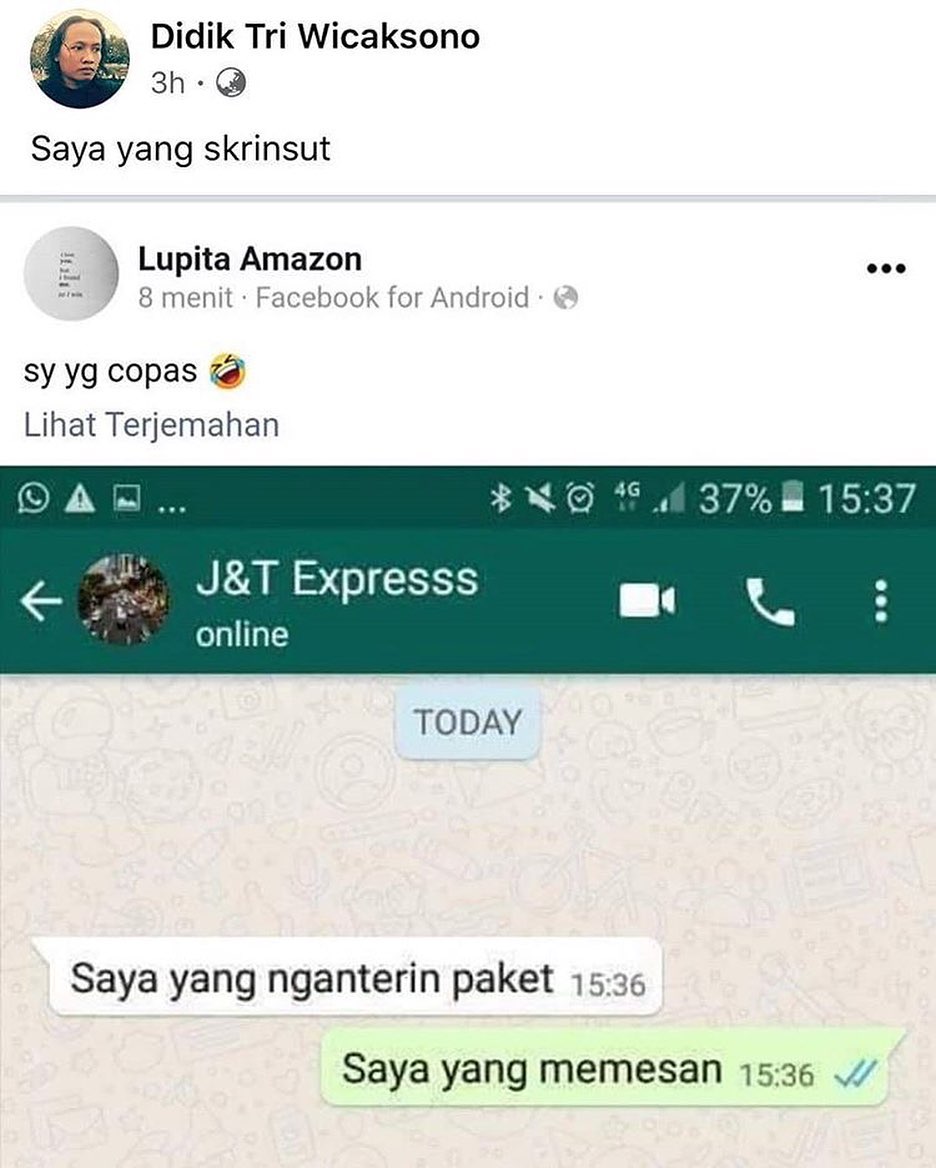 Didik Tri Wicaksono
3h ·
Saya yang skrinsut
Lupita Amazon
8 menit · Facebook for Android ·
sy yg copas 🤣
Lihat Terjemahan
... 4G 37% 15:37
J&T Expresss
online
TODAY
Saya yang nganterin paket 15:36
Saya yang memesan 15:36